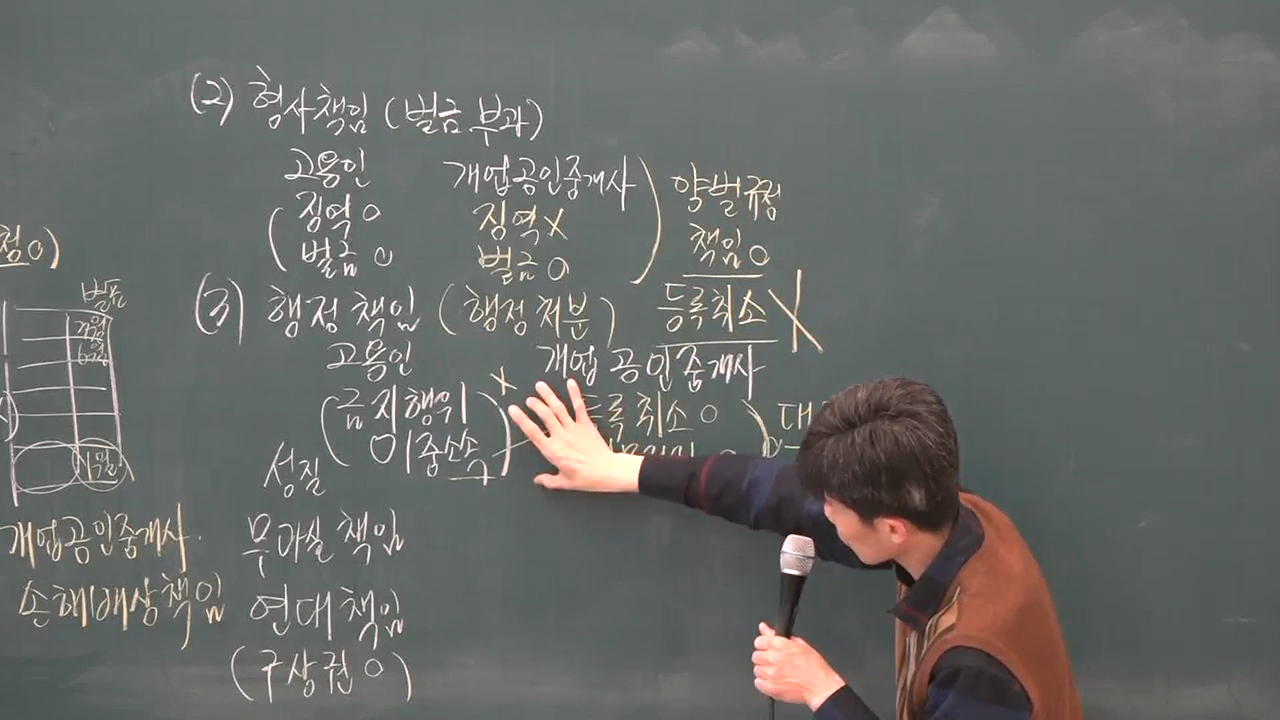 (2) 형사책임 (벌금 부과)
고용인 개업공인중개사) 양벌규정
(징역 O 징역 X 책임 O
벌금 O 벌금 O
(3) 행정 책임 (행정처분) 등록취소 X
고용인 개업공인중개사
(금지행위) X 등록취소 O) 대
이중소속
성질
무과실 책임
연대 책임
(구상권 O)
점 O)
벌금
개업공인중개사.
손해배상책임